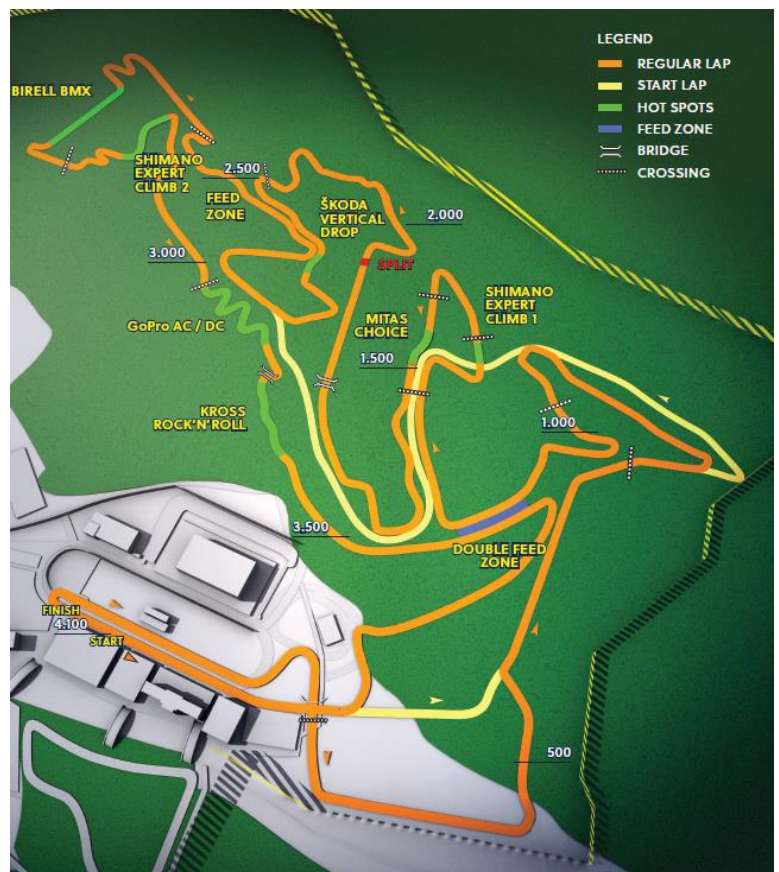 LEGEND
REGULAR LAP
START LAP
HOT SPOTS
FEED ZONE
BRIDGE
CROSSING
BIRELL BMX
SHIMANO
EXPERT
CLIMB 2
2.500
FEED
ZONE
ŠKODA
VERTICAL
DROP
2.000
3.000
SPLIT
SHIMANO
EXPERT
CLIMB 1
MITAS
CHOICE
GoPro AC / DC
1.500
KROSS
ROCK'N'ROLL
1.000
3.500
DOUBLE FEED
ZONE
FINISH
4.100
START
500